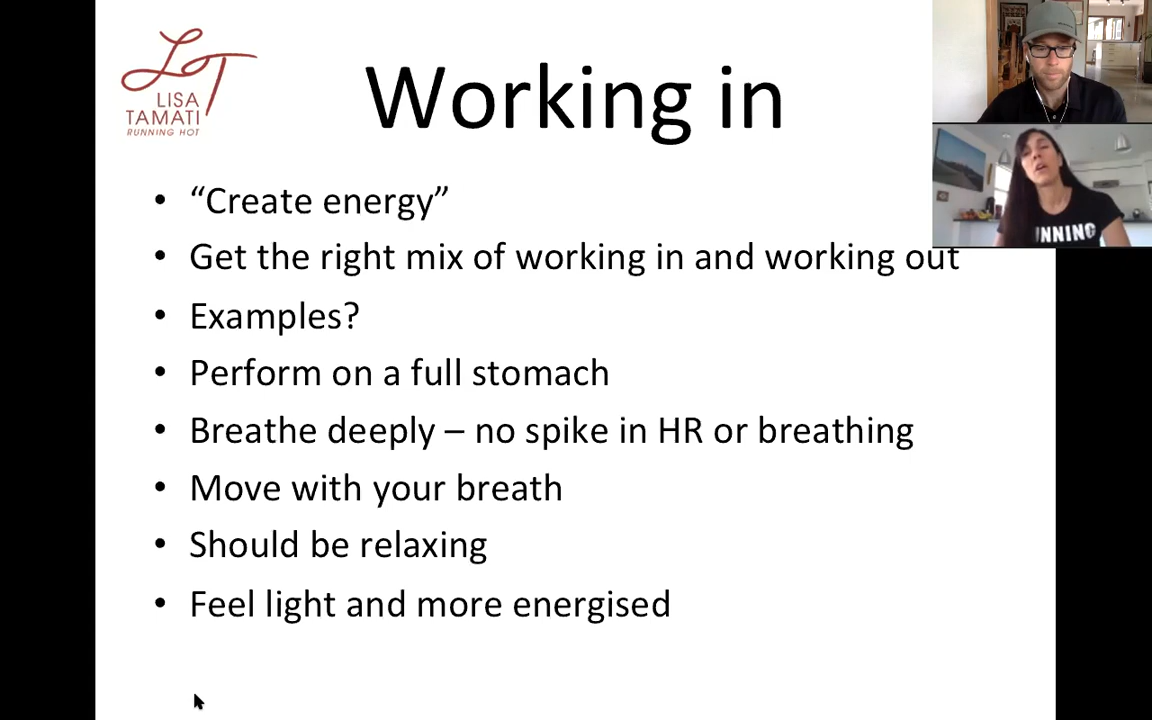 LT
LISA
TAMATI
RUNNING HOT
Working in
• “Create energy”
• Get the right mix of working in and working out
• Examples?
• Perform on a full stomach
• Breathe deeply – no spike in HR or breathing
• Move with your breath
• Should be relaxing
• Feel light and more energised
UNNING